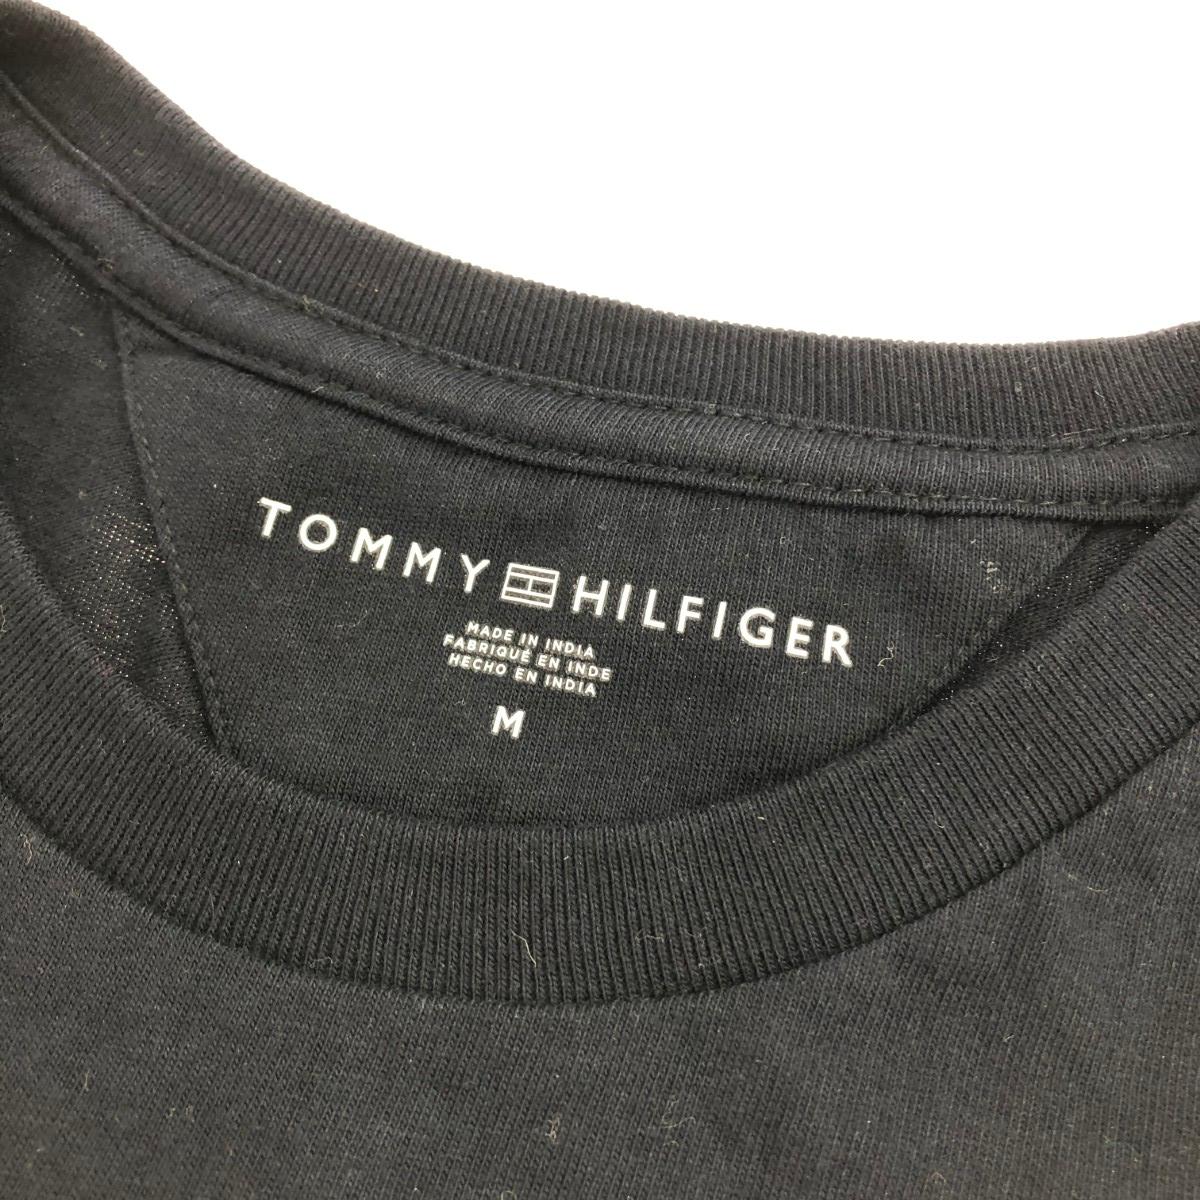 TOMMY HILFIGER
MADE IN INDIA
FABRIQUÉ EN INDE
HECHO EN INDIA
M